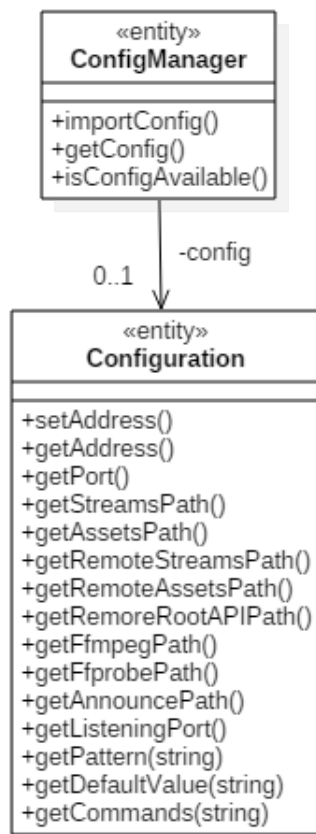 «entity»
ConfigManager
+importConfig()
+getConfig()
+isConfigAvailable()
-config
0..1
«entity»
Configuration
+setAddress()
+getAddress()
+getPort()
+getStreamsPath()
+getAssetsPath()
+getRemoteStreamsPath()
+getRemoteAssetsPath()
+getRemoreRootAPIPath()
+getFfmpegPath()
+getFfprobePath()
+getAnnouncePath()
+getListeningPort()
+getPattern(string)
+getDefaultValue(string)
+getCommands(string)